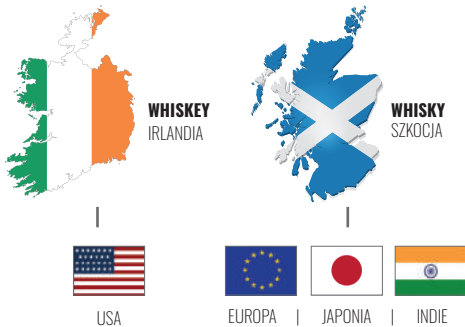 WHISKEY
IRLANDIA
WHISKY
SZKOCJA
USA
EUROPA | JAPONIA | INDIE